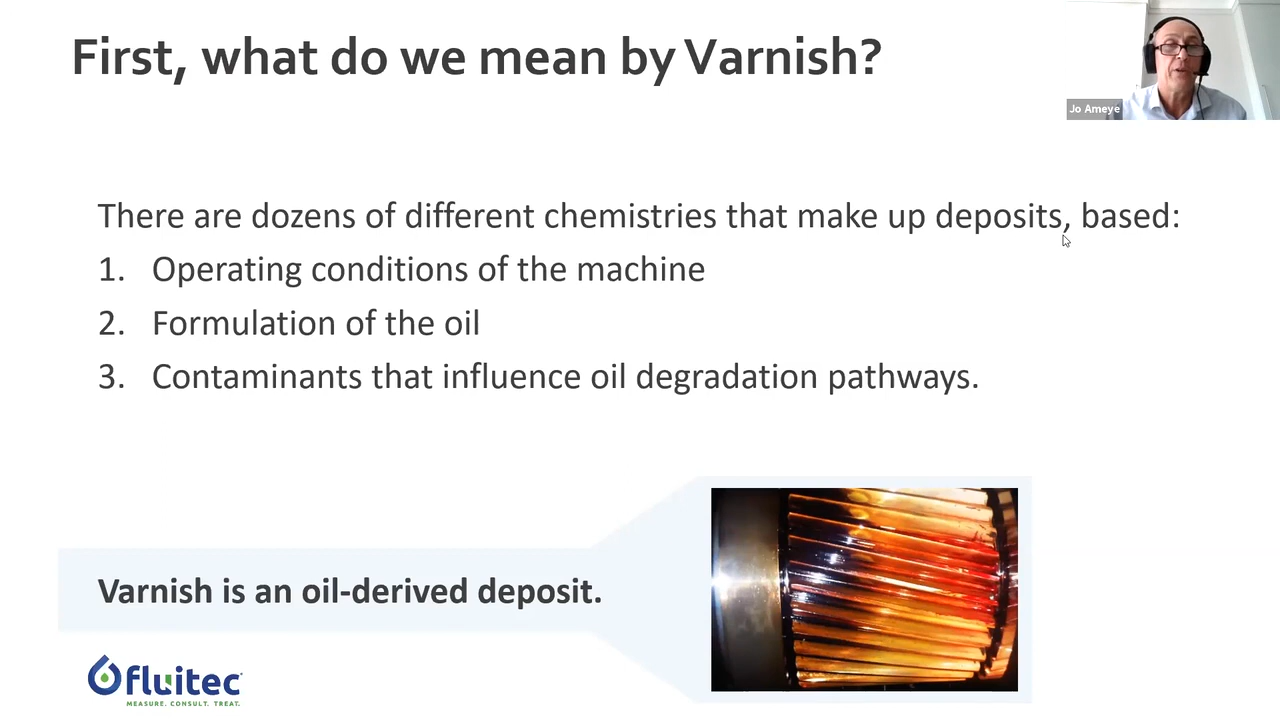 First, what do we mean by Varnish?
Jo Ameye
There are dozens of different chemistries that make up deposits, based:
1. Operating conditions of the machine
2. Formulation of the oil
3. Contaminants that influence oil degradation pathways.
Varnish is an oil-derived deposit.
fluitec
MEASURE. CONSULT. TREAT.